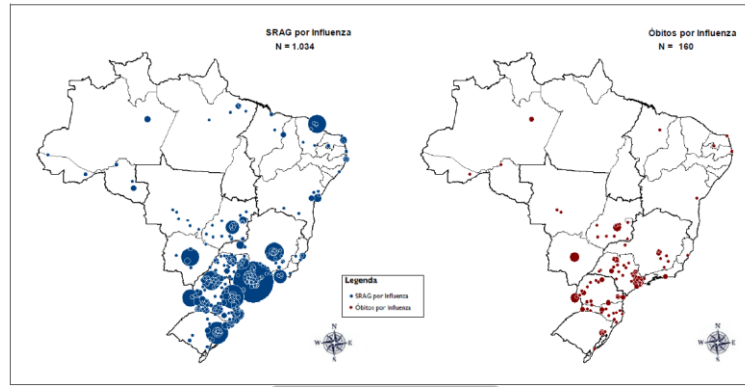 SRAG por Influenza
N = 1.034
Óbitos por Influenza
N = 160
Legenda
SRAG por Influenza
Óbitos por Influenza
N
W E
S
N
W E
S